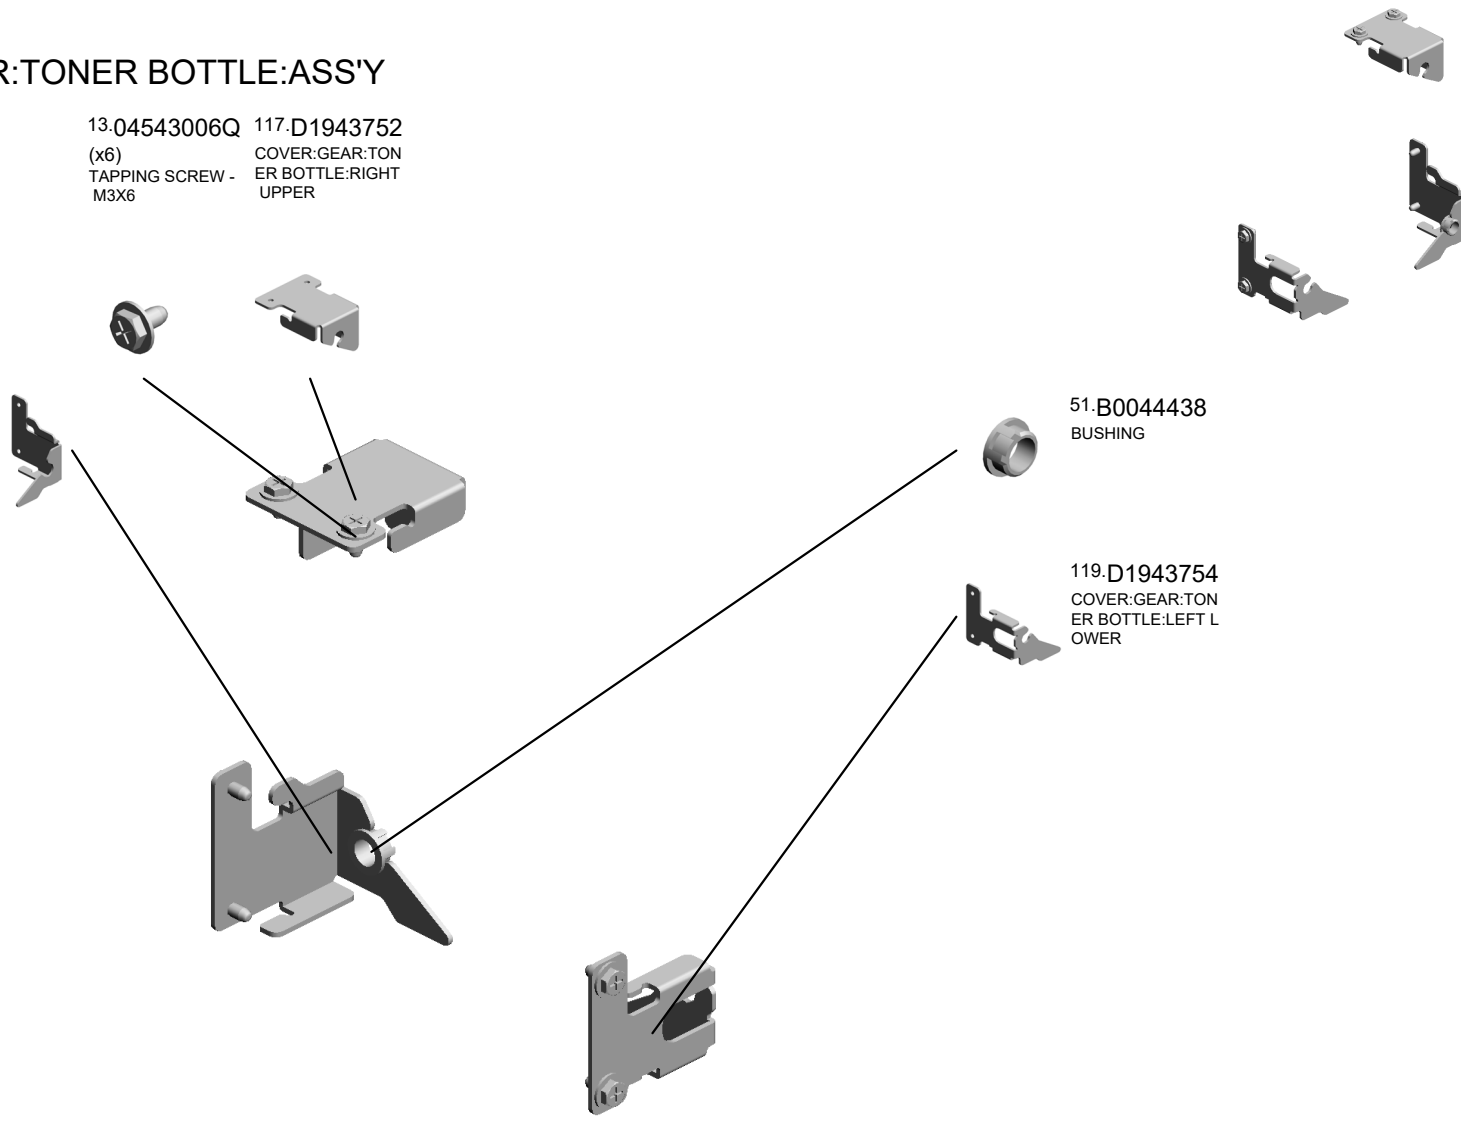 R:TONER BOTTLE:ASS'Y
13.04543006Q
(x6)
TAPPING SCREW -
M3X6
117.D1943752
COVER:GEAR:TON
ER BOTTLE:RIGHT
UPPER
51.B0044438
BUSHING
119.D1943754
COVER:GEAR:TON
ER BOTTLE:LEFT L
OWER